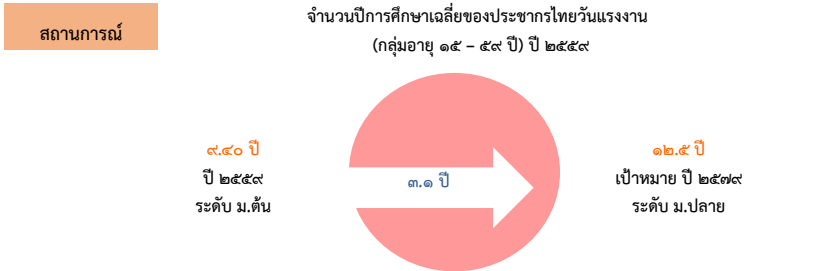 สถานการณ์
จำนวนปีการศึกษาเฉลี่ยของประชากรไทยวันแรงงาน
(กลุ่มอายุ ๑๕ – ๕๙ ปี) ปี ๒๕๕๙
๙.๔๐ ปี
ปี ๒๕๕๙
ระดับ ม.ต้น
๓.๑ ปี
๑๒.๕ ปี
เป้าหมาย ปี ๒๕๗๙
ระดับ ม.ปลาย